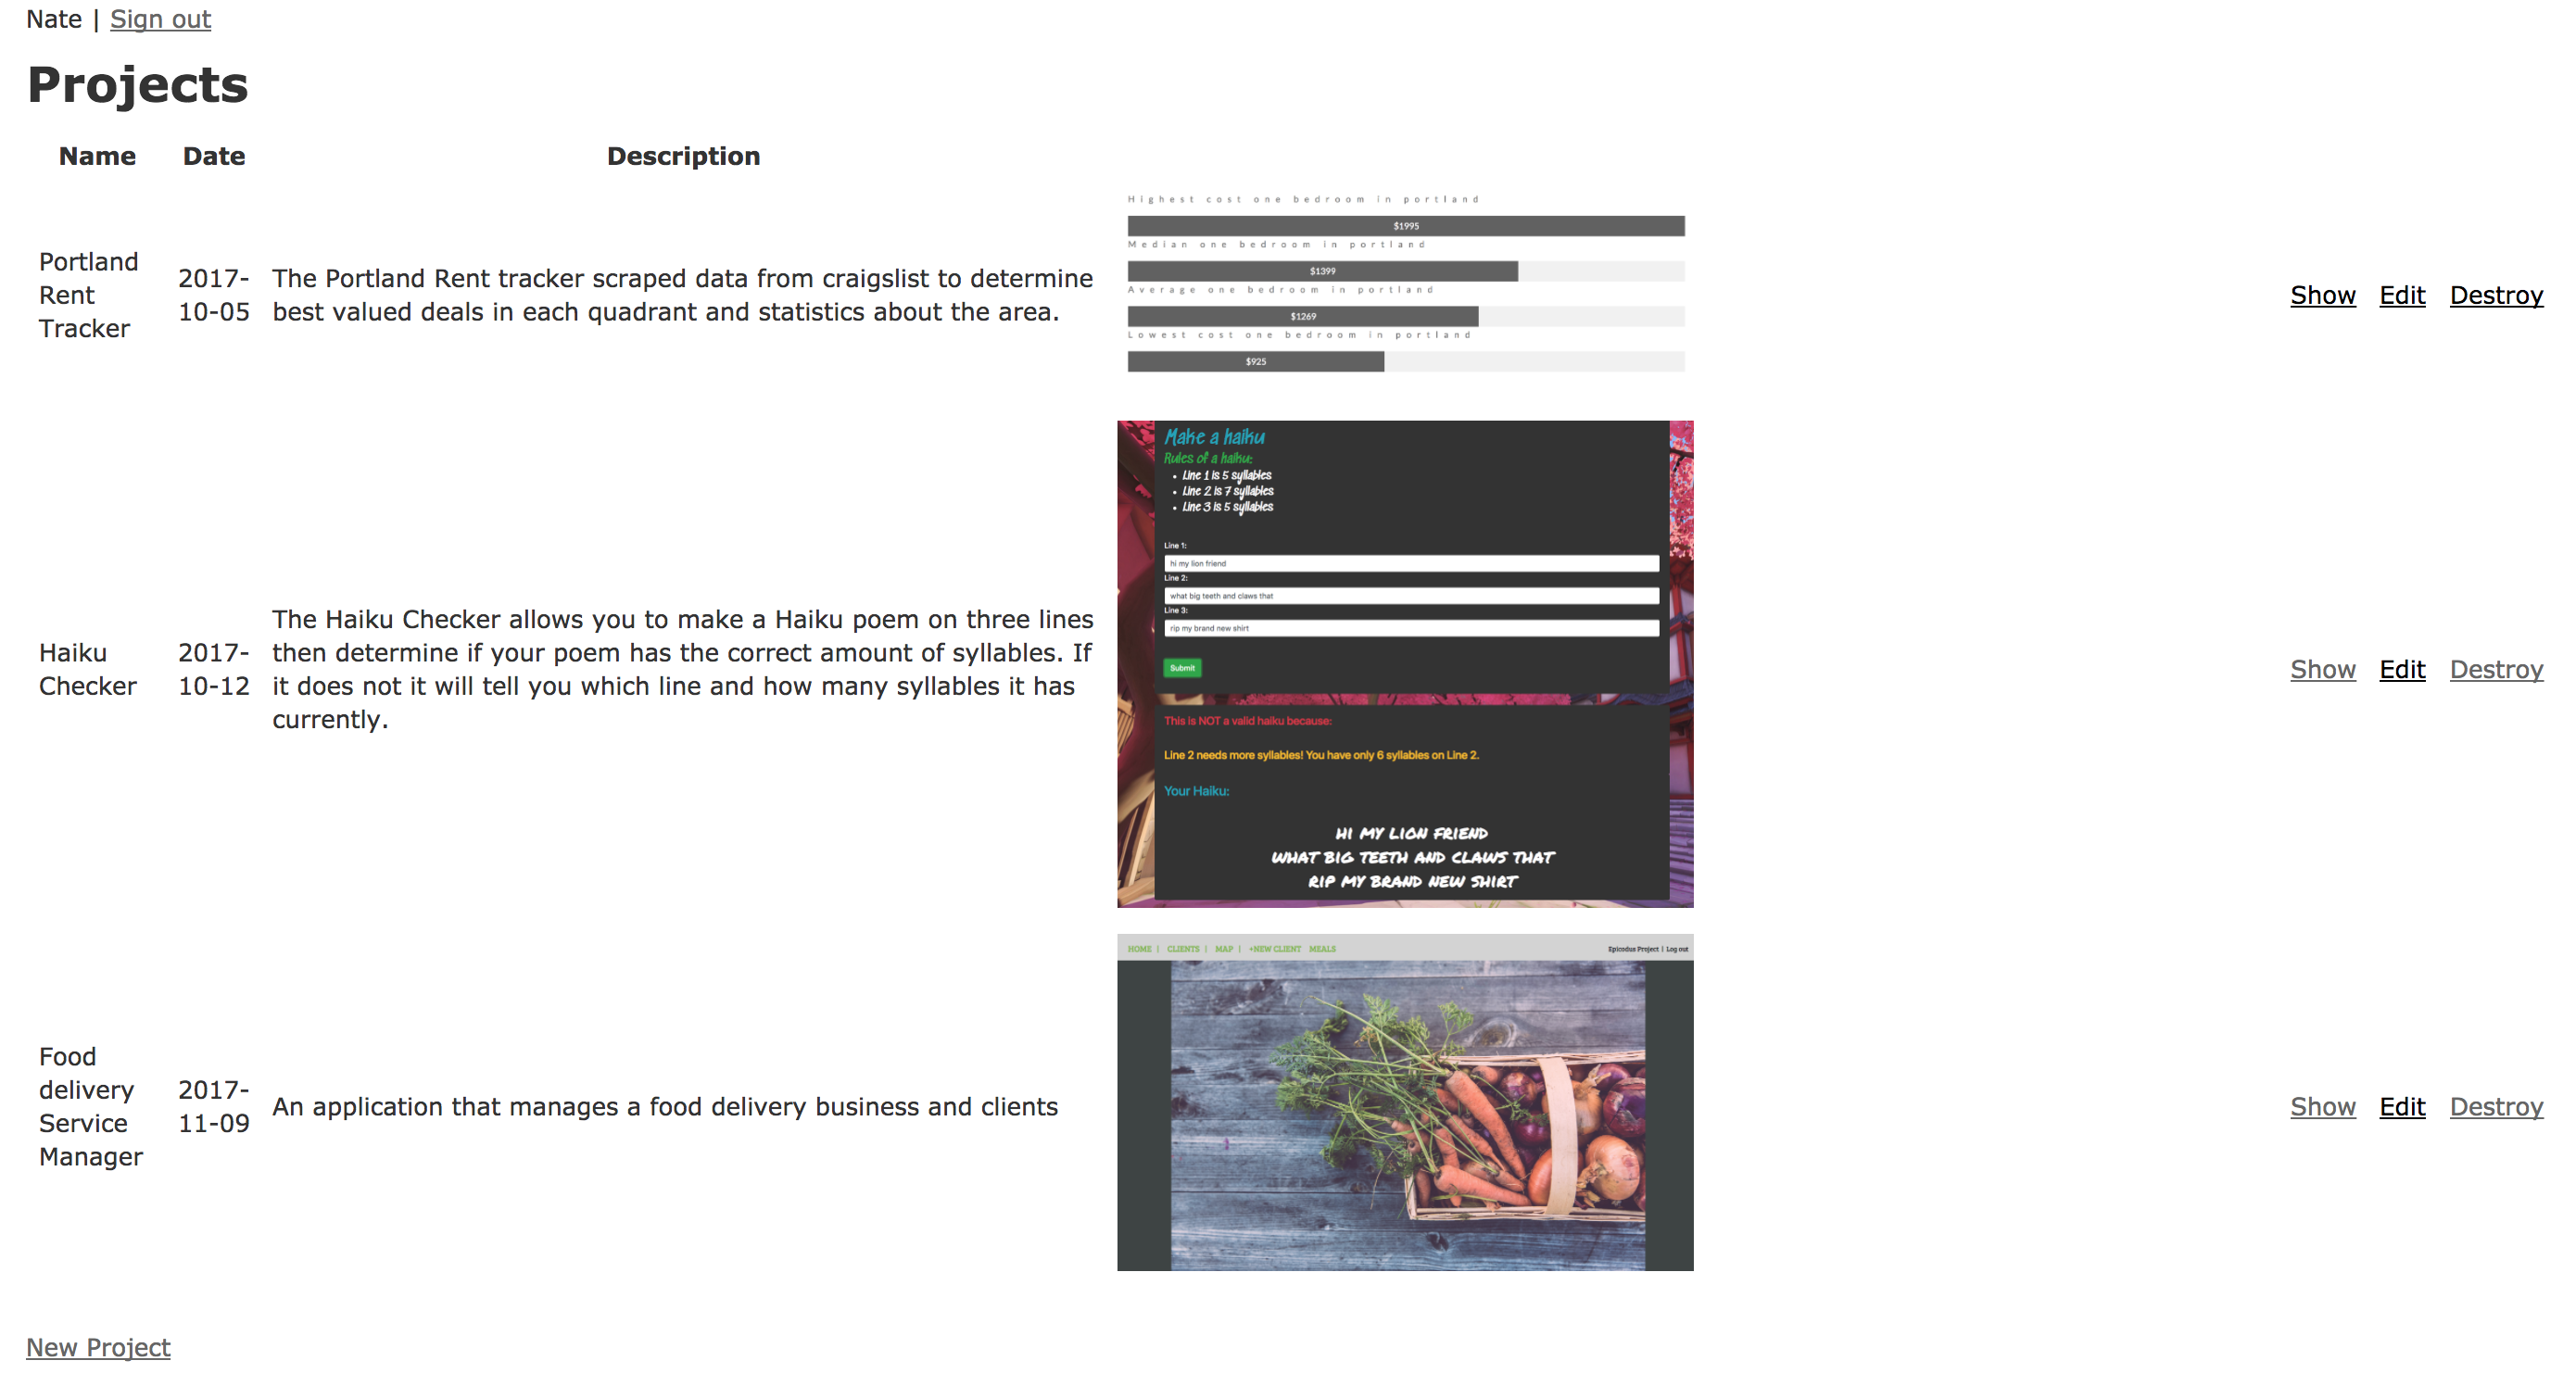 Nate | Sign out
Projects
Name Date Description
Portland
Rent
Tracker
2017-
10-05
The Portland Rent tracker scraped data from craigslist to determine
best valued deals in each quadrant and statistics about the area.
Highest cost one bedroom in portland
$1995
Median one bedroom in portland
$1399
Average one bedroom in portland
$1269
Lowest cost one bedroom in portland
$925
Show Edit Destroy
Haiku
Checker
2017-
10-12
The Haiku Checker allows you to make a Haiku poem on three lines
then determine if your poem has the correct amount of syllables. If
it does not it will tell you which line and how many syllables it has
currently.
Make a haiku
Rules of a haiku:
• Line 1 is 5 syllables
• Line 2 is 7 syllables
• Line 3 is 5 syllables
Line 1:
hi my lion friend
Line 2:
what big teeth and claws that
Line 3:
rip my brand new shirt
Submit
This is NOT a valid haiku because:
Line 2 needs more syllables! You have only 6 syllables on Line 2.
Your Haiku:
HI MY LION FRIEND
WHAT BIG TEETH AND CLAWS THAT
RIP MY BRAND NEW SHIRT
Show Edit Destroy
Food
delivery
Service
Manager
2017-
11-09
An application that manages a food delivery business and clients
HOME | CLIENTS | MAP | +NEW CLIENT MEALS
Epicodus Project | Log out
Show Edit Destroy
New Project